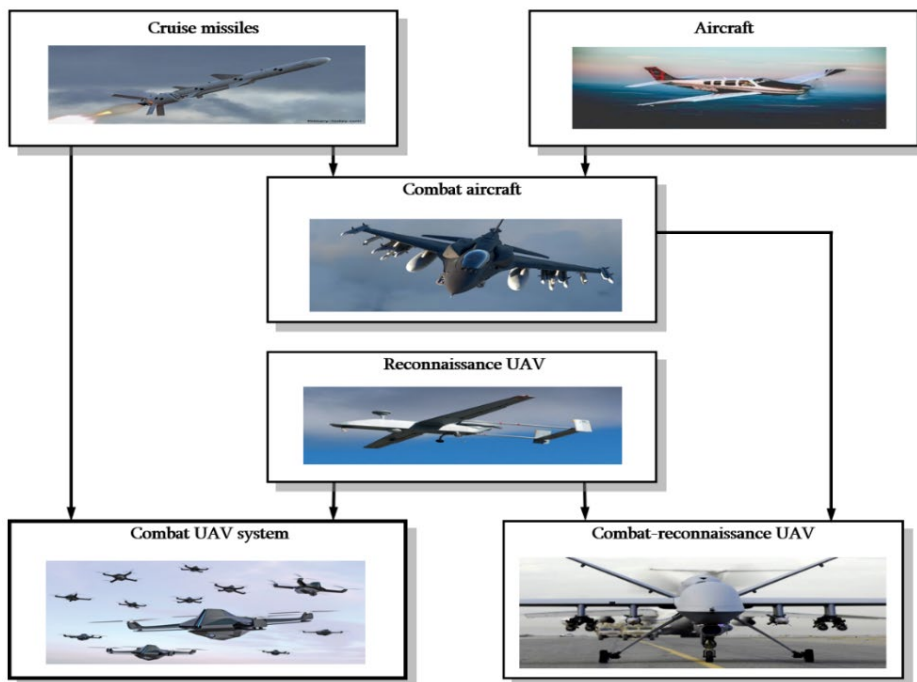 Cruise missiles
Aircraft
Combat aircraft
Reconnaissance UAV
Combat UAV system
Combat-reconnaissance UAV